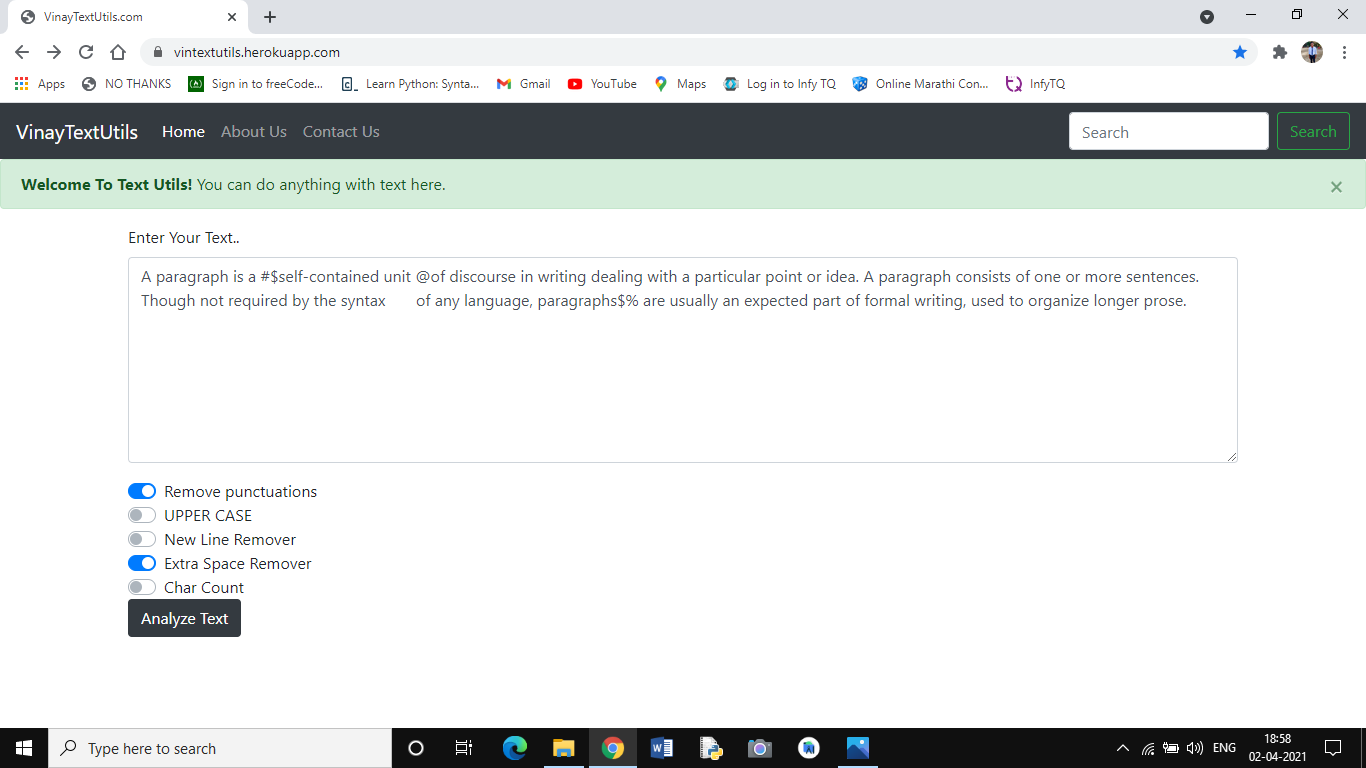 VinayTextUtils.com
vintextutils.herokuapp.com
Apps NO THANKS Sign in to freeCode... Learn Python: Synta... Gmail YouTube Maps Log in to Infy TQ Online Marathi Con... InfyTQ
VinayTextUtils Home About Us Contact Us Search Search
Welcome To Text Utils! You can do anything with text here.
Enter Your Text..
A paragraph is a #$self-contained unit @of discourse in writing dealing with a particular point or idea. A paragraph consists of one or more sentences.
Though not required by the syntax       of any language, paragraphs$% are usually an expected part of formal writing, used to organize longer prose.
Remove punctuations
UPPER CASE
New Line Remover
Extra Space Remover
Char Count
Analyze Text
Type here to search
ENG
18:58
02-04-2021